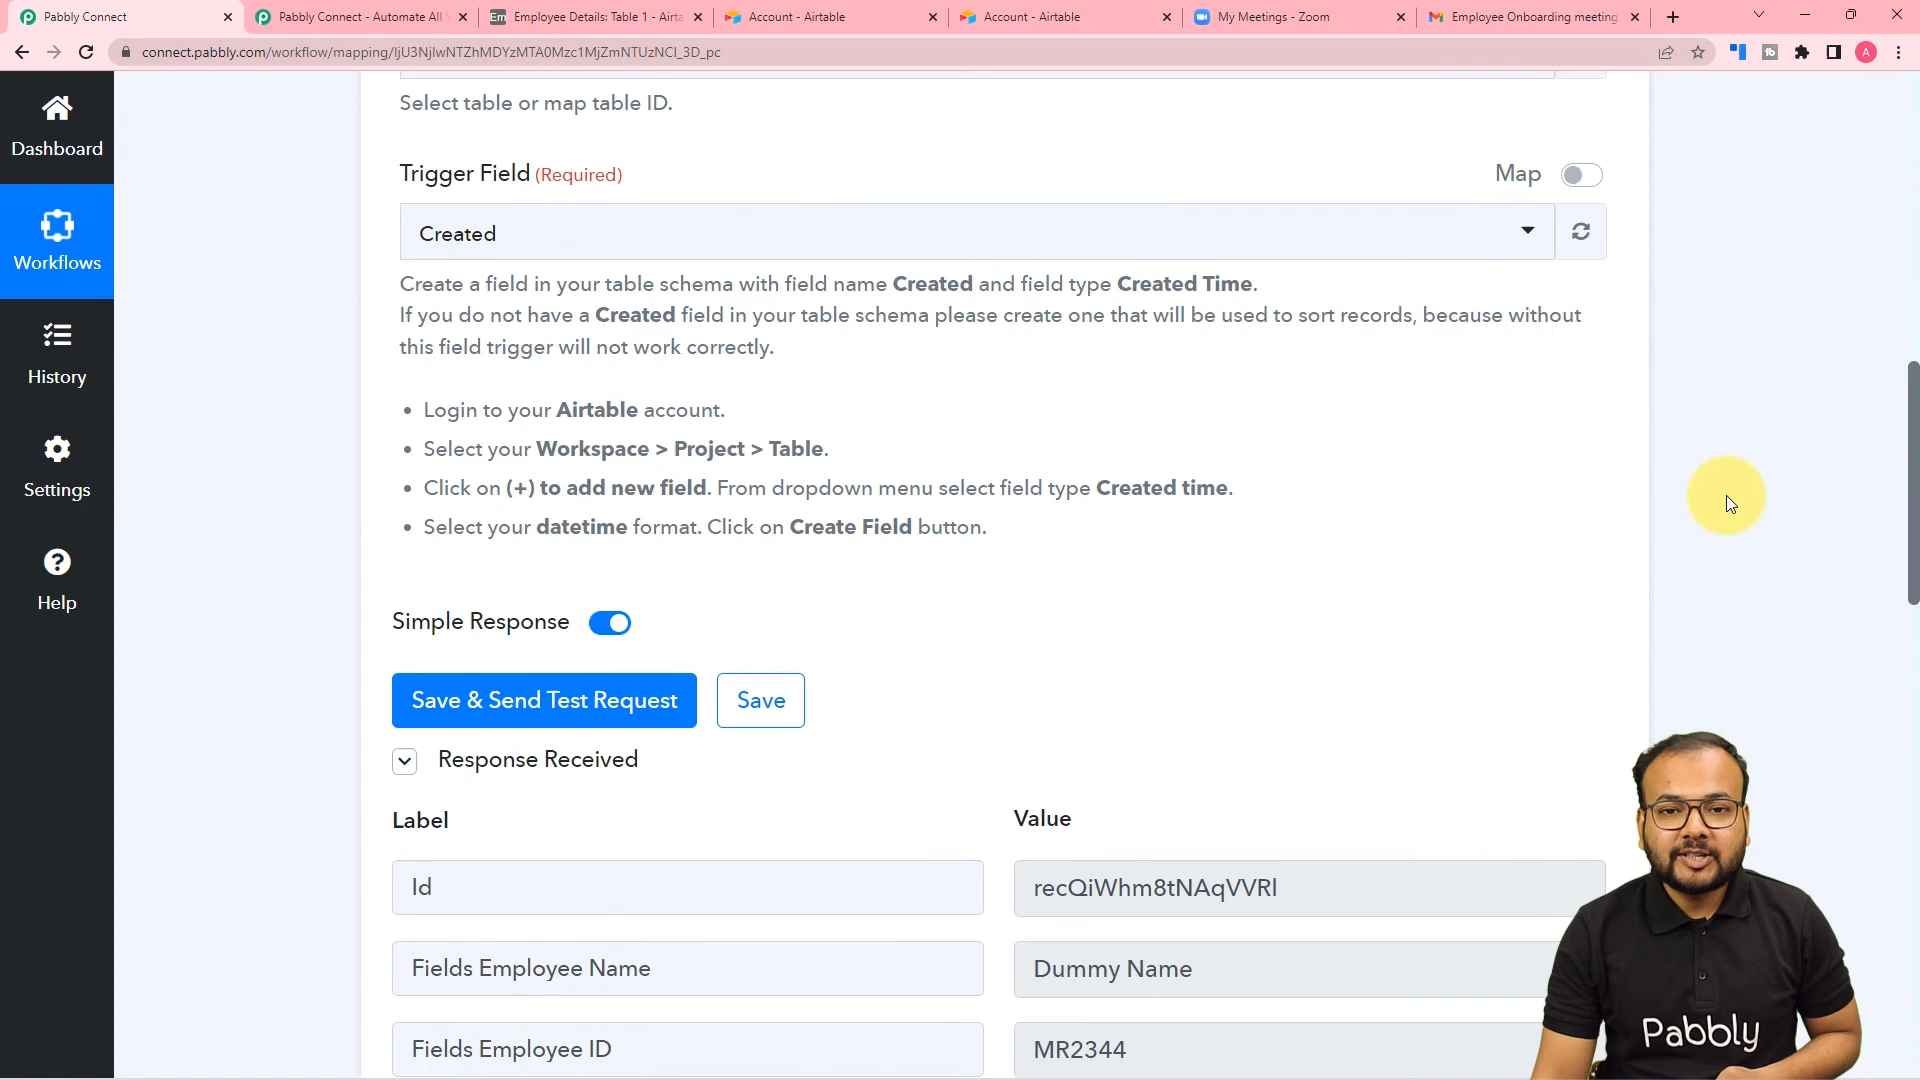 Pabbly Connect
Pabbly Connect - Automate All
Employee Details: Table 1 - Airta
Account - Airtable
Account - Airtable
My Meetings - Zoom
Employee Onboarding meeting
connect.pabbly.com/workflow/mapping/IjU3NjIwNTZhMDYzMTA0Mzc1MjZmNTUzNCI_3D_pc
Dashboard
Workflows
History
Settings
Help
Select table or map table ID.
Trigger Field (Required)
Map
Created
Create a field in your table schema with field name Created and field type Created Time.
If you do not have a Created field in your table schema please create one that will be used to sort records, because without
this field trigger will not work correctly.
• Login to your Airtable account.
• Select your Workspace > Project > Table.
• Click on (+) to add new field. From dropdown menu select field type Created time.
• Select your datetime format. Click on Create Field button.
Simple Response
Save & Send Test Request
Save
Response Received
Label
Value
Id
recQiWhm8tNAqVVRl
Fields Employee Name
Dummy Name
Fields Employee ID
MR2344
Pabbly